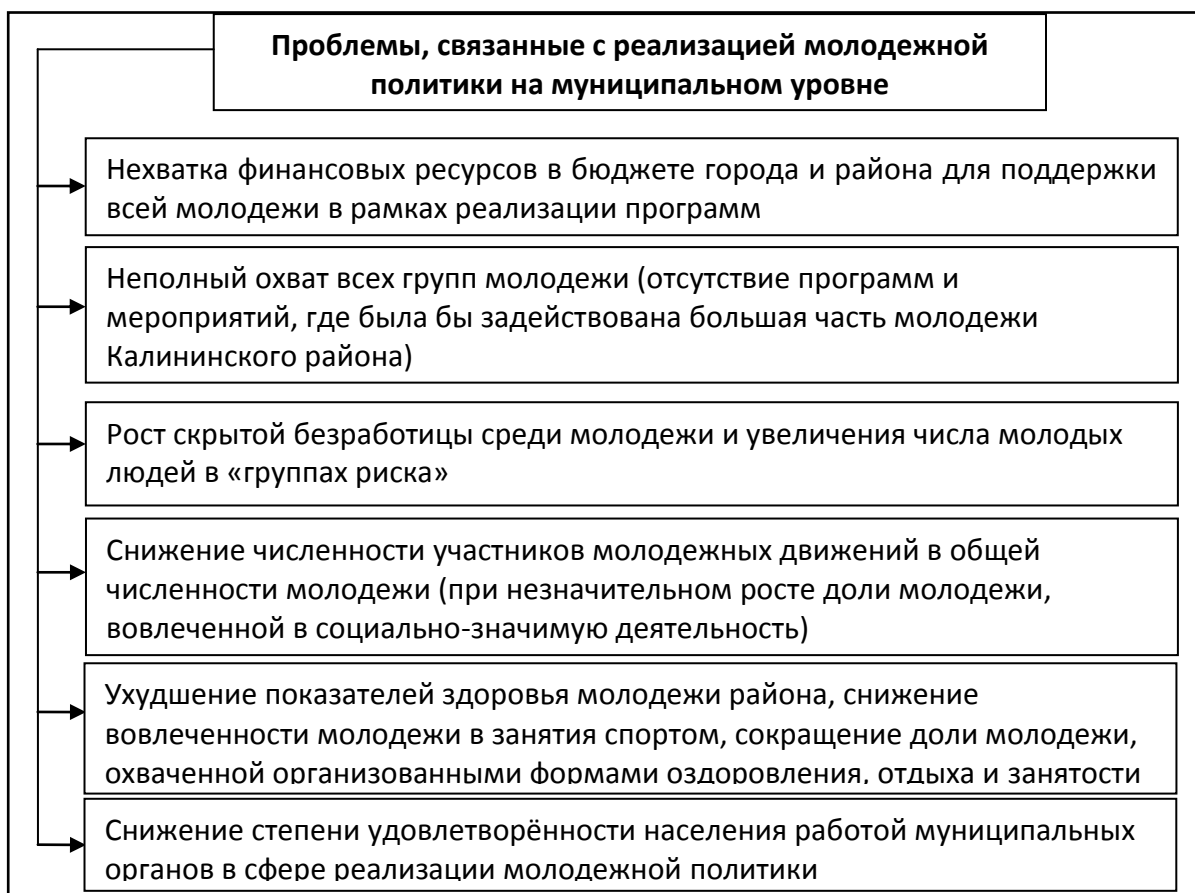 Проблемы, связанные с реализацией молодежной
политики на муниципальном уровне
Нехватка финансовых ресурсов в бюджете города и района для поддержки
всей молодежи в рамках реализации программ
Неполный охват всех групп молодежи (отсутствие программ и
мероприятий, где была бы задействована большая часть молодежи
Калининского района)
Рост скрытой безработицы среди молодежи и увеличения числа молодых
людей в «группах риска»
Снижение численности участников молодежных движений в общей
численности молодежи (при незначительном росте доли молодежи,
вовлеченной в социально-значимую деятельность)
Ухудшение показателей здоровья молодежи района, снижение
вовлеченности молодежи в занятия спортом, сокращение доли молодежи,
охваченной организованными формами оздоровления, отдыха и занятости
Снижение степени удовлетворённости населения работой муниципальных
органов в сфере реализации молодежной политики